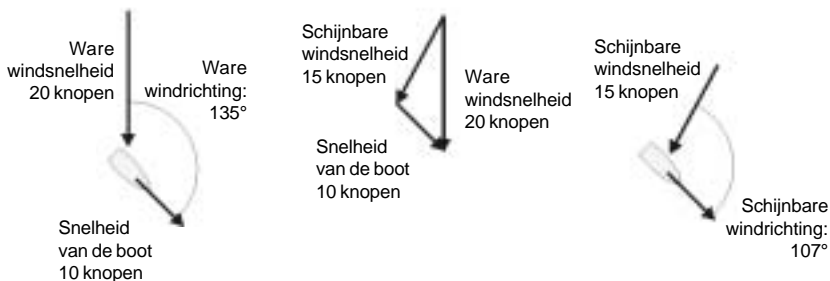 Ware
windsnelheid
20 knopen
Ware
windrichting:
135°
Snelheid
van de boot
10 knopen
Schijnbare
windsnelheid
15 knopen
Ware
windsnelheid
20 knopen
Snelheid
van de boot
10 knopen
Schijnbare
windsnelheid
15 knopen
Schijnbare
windrichting:
107°